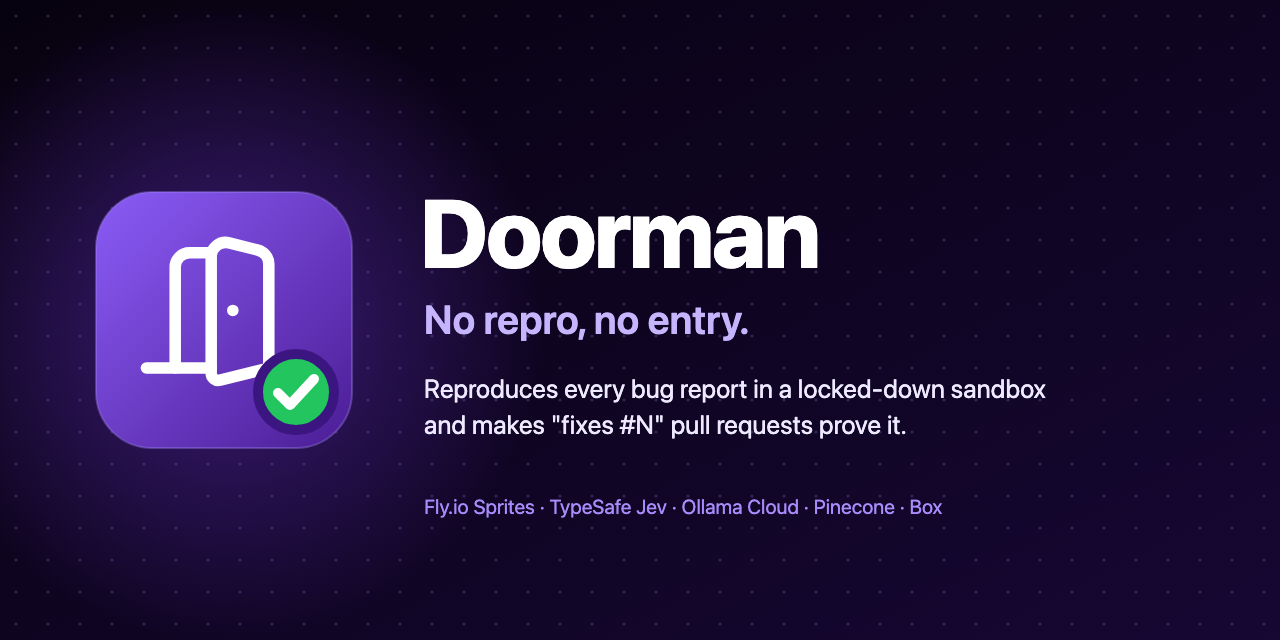 Doorman
No repro, no entry.
Reproduces every bug report in a locked-down sandbox
and makes "fixes #N" pull requests prove it.
Fly.io Sprites · TypeSafe Jev · Ollama Cloud · Pinecone · Box